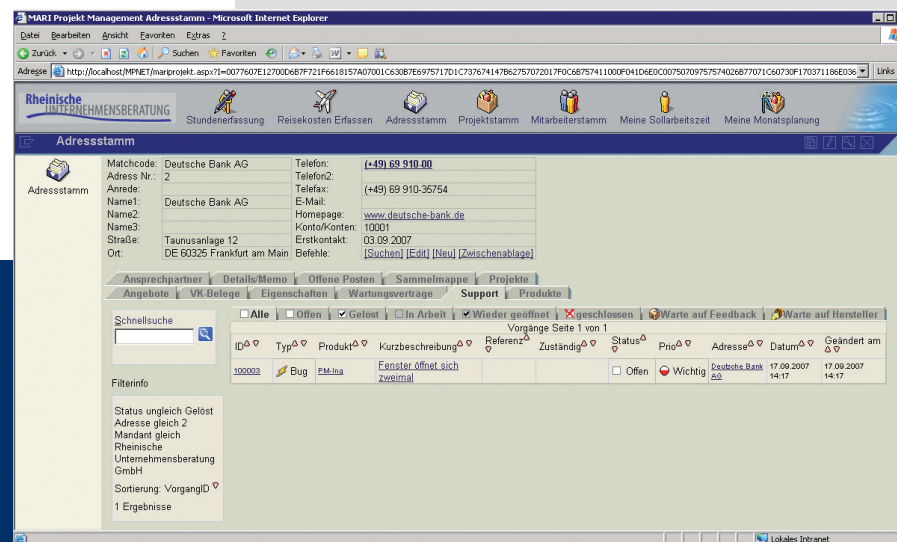 MARI Projekt Management Adressstamm - Microsoft Internet Explorer
Datei Bearbeiten Ansicht Favoriten Extras ?
Zurück Suchen Favoriten
Adresse http://localhost/MPNET/mariprojekt.aspx?I= Links
Rheinische
UNTERNEHMENSBERATUNG
Stundenerfassung Reisekosten Erfassen Adressstamm Projektstamm Mitarbeiterstamm Meine Sollarbeitszeit Meine Monatsplanung
Adressstamm
Adressstamm
Matchcode: Deutsche Bank AG Telefon: (+49) 69 910-00
Adress Nr.: 2 Telefon2:
Anrede: Telefax: (+49) 69 910-35754
Name1: Deutsche Bank AG E-Mail:
Name2: Homepage: www.deutsche-bank.de
Name3: Konto/Konten: 10001
Straße: Taunusanlage 12 Erstkontakt: 03.09.2007
Ort: DE 60325 Frankfurt am Main Befehle: [Suchen] [Edit] [Neu] [Zwischenablage]
Ansprechpartner Details/Memo Offene Posten Sammelmappe Projekte
Angebote VK-Belege Eigenschaften Wartungsverträge Support Produkte
Schnellsuche
Alle Offen Gelöst In Arbeit Wieder geöffnet geschlossen Warte auf Feedback Warte auf Hersteller
Vorgänge Seite 1 von 1
ID Typ Produkt Kurzbeschreibung Referenz Zuständig Status Prio Adresse Datum Geändert am
100003 Bug PM-Ina Fenster öffnet sich zweimal Offen Wichtig Deutsche Bank AG 17.09.2007 14:17 17.09.2007 14:17
Filterinfo
Status ungleich Gelöst
Adresse gleich 2
Mandant gleich
Rheinische
Unternehmensberatung
GmbH
Sortierung: VorgangID
1 Ergebnisse
Lokales Intranet